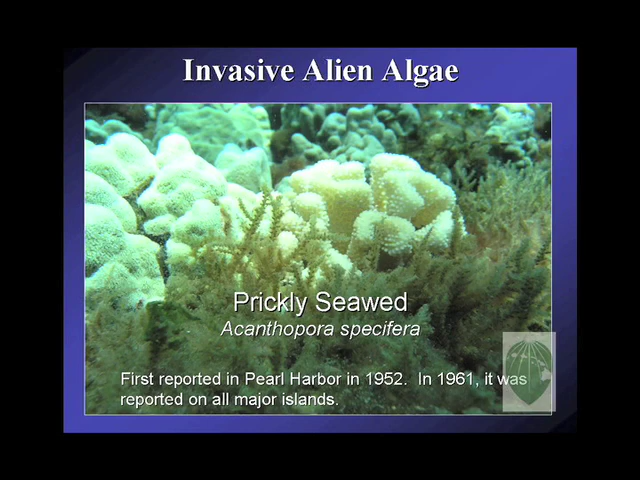 Invasive Alien Algae
Prickly Seawed
Acanthopora specifera
First reported in Pearl Harbor in 1952.  In 1961, it was
reported on all major islands.